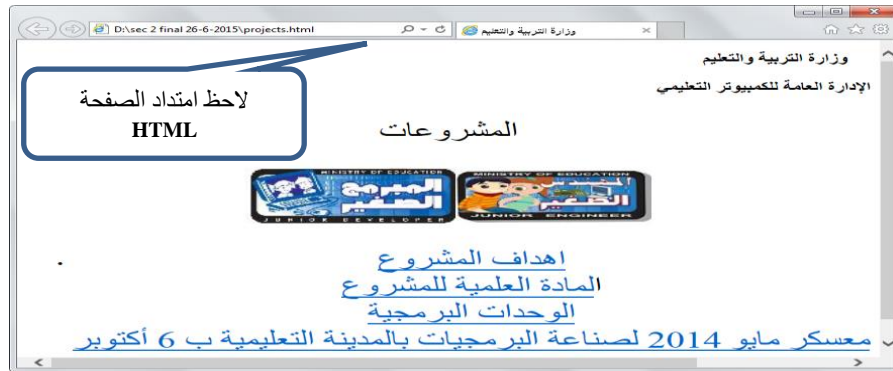 D:\sec 2 final 26-6-2015\projects.html
وزارة التربية والتعليم
وزارة التربية والتعليم
الإدارة العامة للكمبيوتر التعليمي
لاحظ امتداد الصفحة
HTML
المشروعات
MINISTRY OF EDUCATION
المبرمج
الصغير
JUNIOR DEVELOPER
MINISTRY OF EDUCATION
المهندس
الصغير
JUNIOR ENGINEER
اهداف المشروع
المادة العلمية للمشروع
الوحدات البرمجية
معسكر مايو 2014 لصناعة البرمجيات بالمدينة التعليمية ب 6 أكتوبر